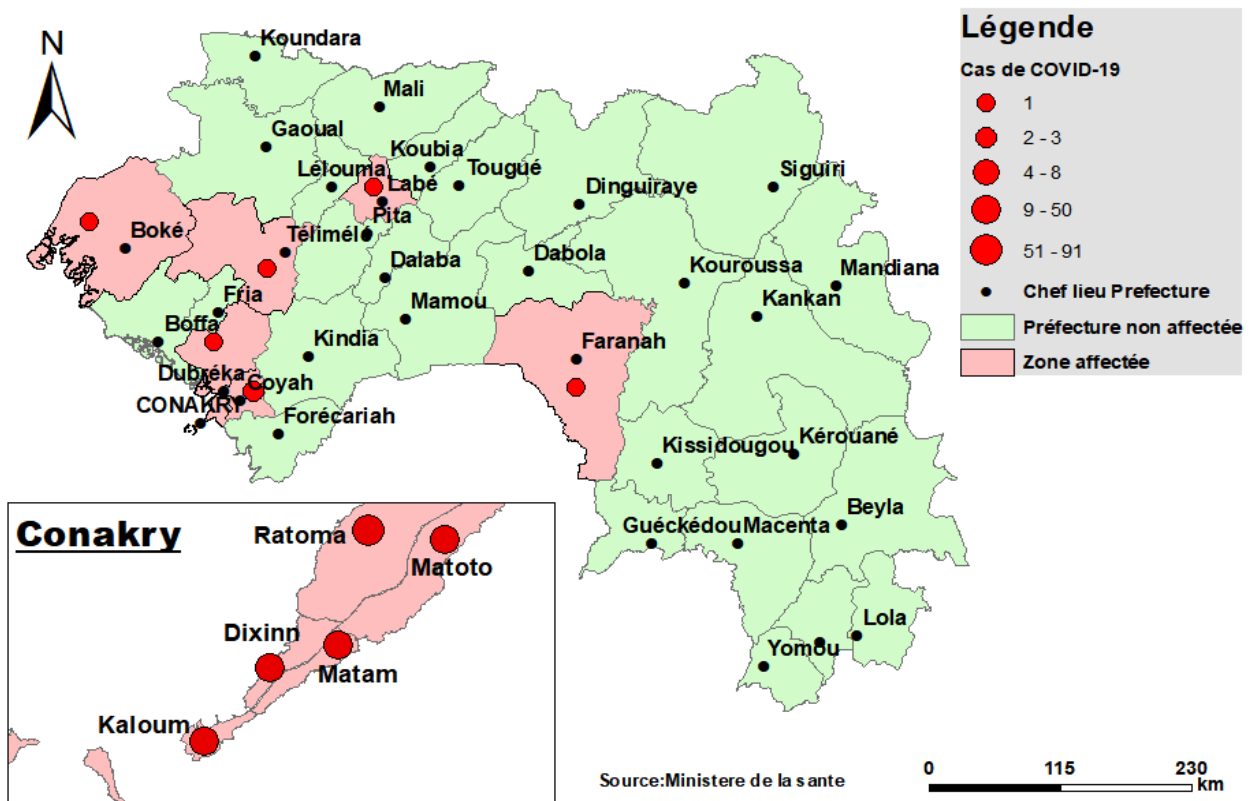 N
Koundara
Mali
Gaoual
Koubia
Lélouma
Labé
Tougué
Siguiri
Dinguiraye
Pita
Boké
Télimélé
Dalaba
Dabola
Kouroussa
Mandiana
Fria
Mamou
Kankan
Boffa
Kindia
Faranah
Dubréka
Coyah
CONAKRY
Forécariah
Kissidougou
Kérouané
Guéckédou
Macenta
Beyla
Lola
Yomou
Légende
Cas de COVID-19
1
2 - 3
4 - 8
9 - 50
51 - 91
Chef lieu Prefecture
Préfecture non affectée
Zone affectée
Conakry
Ratoma
Matoto
Dixinn
Matam
Kaloum
Source:Ministere de la sante
0 115 230
km